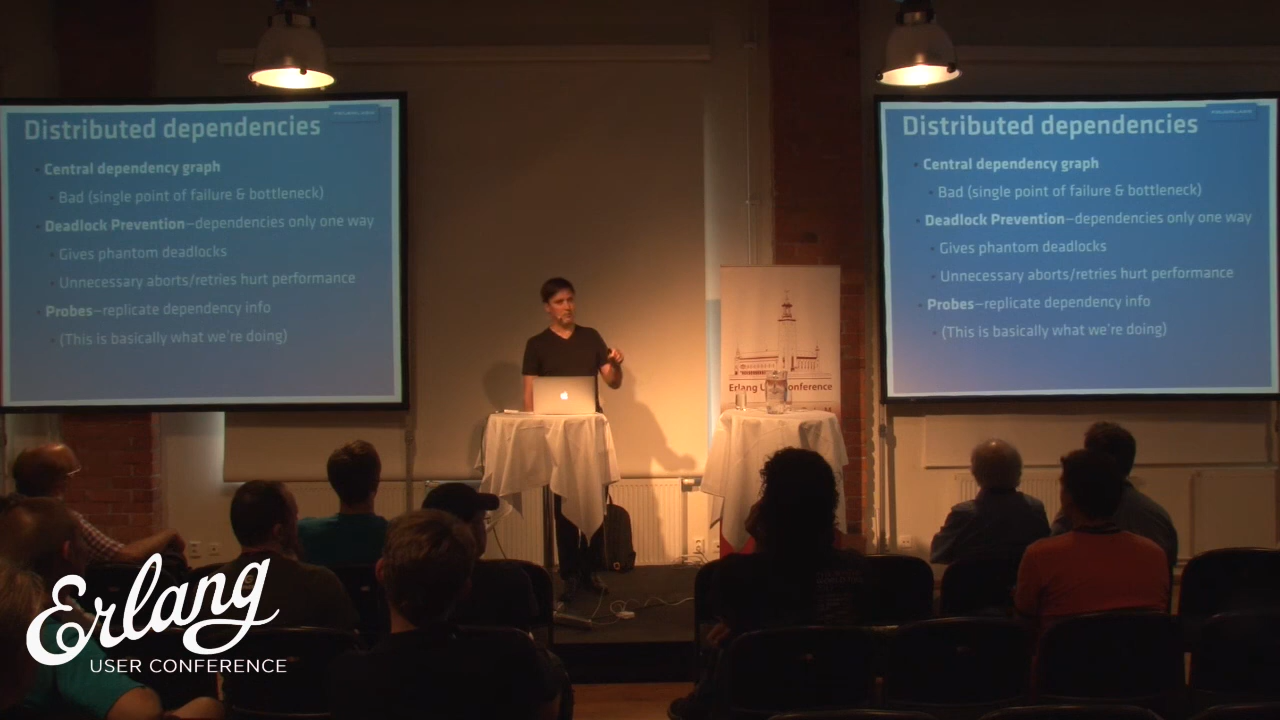 Distributed dependencies
Central dependency graph
Bad (single point of failure & bottleneck)
Deadlock Prevention—dependencies only one way
Gives phantom deadlocks
Unnecessary aborts/retries hurt performance
Probes—replicate dependency info
(This is basically what we're doing)
Distributed dependencies
Central dependency graph
Bad (single point of failure & bottleneck)
Deadlock Prevention—dependencies only one way
Gives phantom deadlocks
Unnecessary aborts/retries hurt performance
Probes—replicate dependency info
(This is basically what we're doing)
Erlang U onference
Erlang
USER CONFERENCE